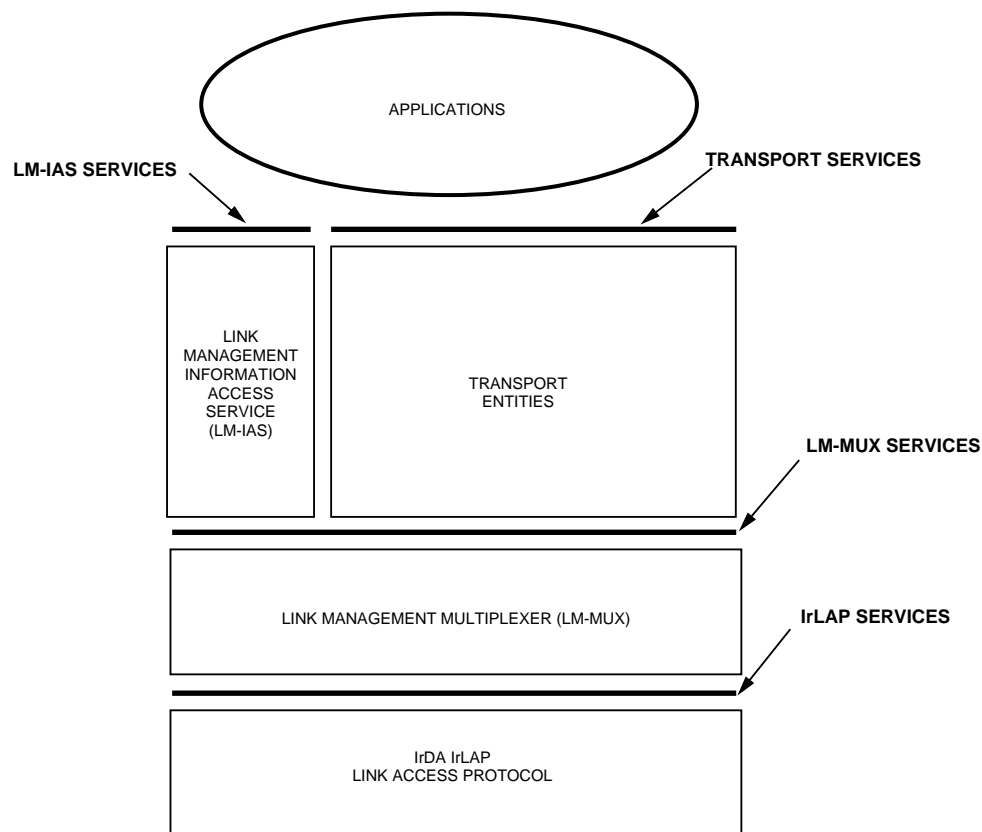 APPLICATIONS
LM-IAS SERVICES
TRANSPORT SERVICES
LINK
MANAGEMENT
INFORMATION
ACCESS
SERVICE
(LM-IAS)
TRANSPORT
ENTITIES
LM-MUX SERVICES
LINK MANAGEMENT MULTIPLEXER (LM-MUX)
IrLAP SERVICES
IrDA IrLAP
LINK ACCESS PROTOCOL